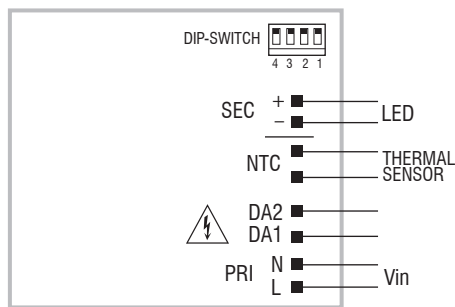 DIP-SWITCH
4 3 2 1
SEC + LED
−
NTC THERMAL
SENSOR
DA2
DA1
PRI N Vin
L